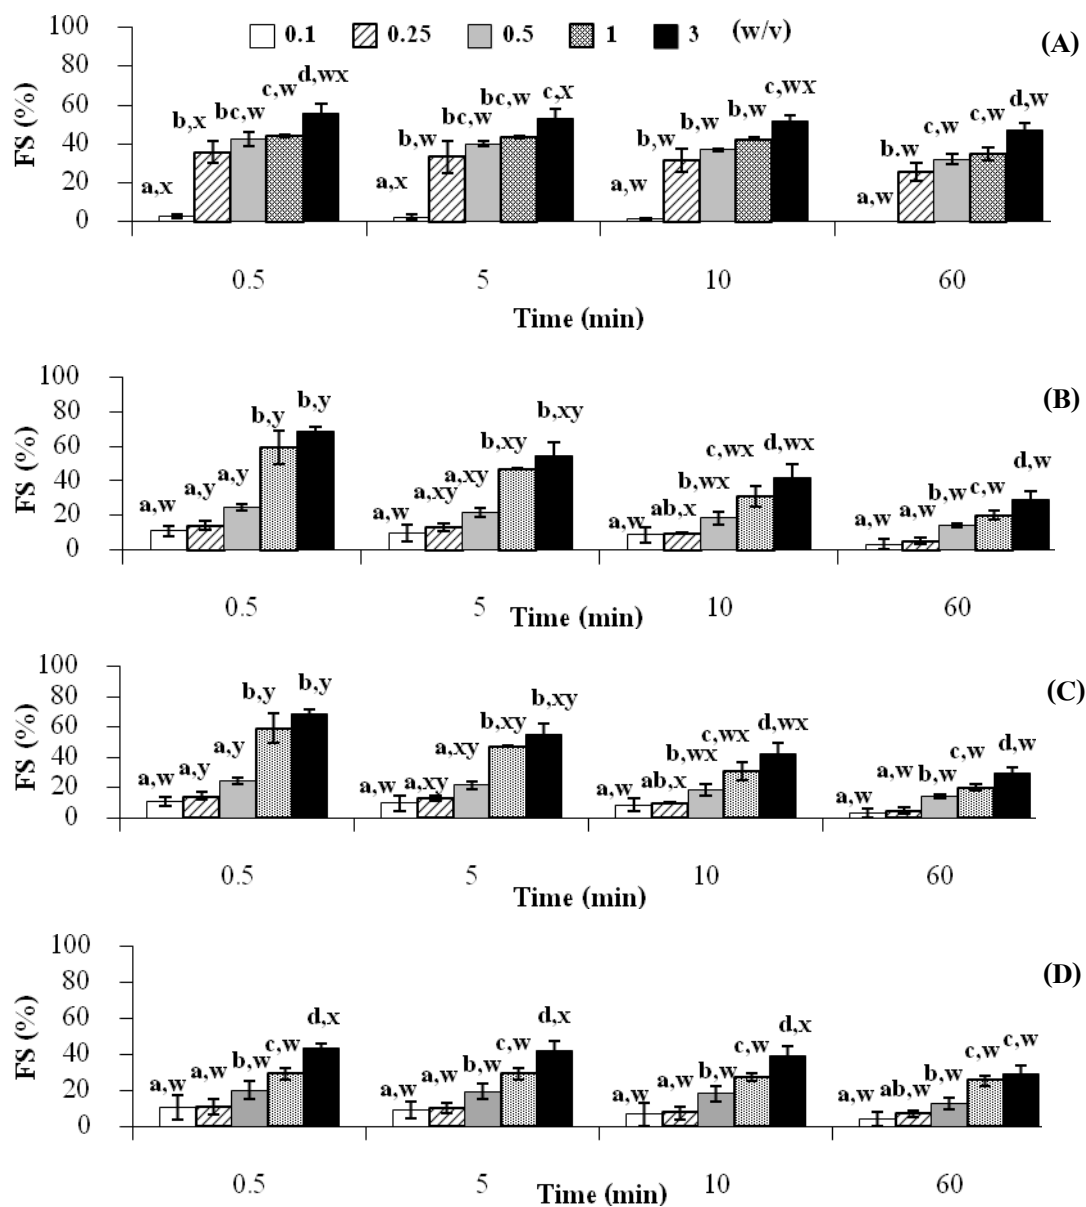 0.1 0.25 0.5 1 3 (w/v) (A)
FS (%)
100
80
60
40
20
0
a,x b,x bc,w c,w d,wx
a,x b,w bc,w bc,w c,x
a,w b,w b,w b,w c,wx
a,w b,w c,w c,w d,w
0.5 5 10 60
Time (min)
(B)
FS (%)
100
80
60
40
20
0
a,w a,y a,y b,y b,y
a,w a,xy a,xy b,xy b,xy
a,w ab,x b,wx c,wx d,wx
a,w a,w b,w c,w d,w
0.5 5 10 60
Time (min)
(C)
FS (%)
100
80
60
40
20
0
a,w a,y a,y b,y b,y
a,w a,xy a,xy b,xy b,xy
a,w ab,x b,wx c,wx d,wx
a,w a,w b,w c,w d,w
0.5 5 10 60
Time (min)
(D)
FS (%)
100
80
60
40
20
0
a,w a,w b,w c,w d,x
a,w a,w b,w c,w d,x
a,w a,w b,w c,w d,x
a,w ab,w b,w c,w c,w
0.5 5 10 60
Time (min)